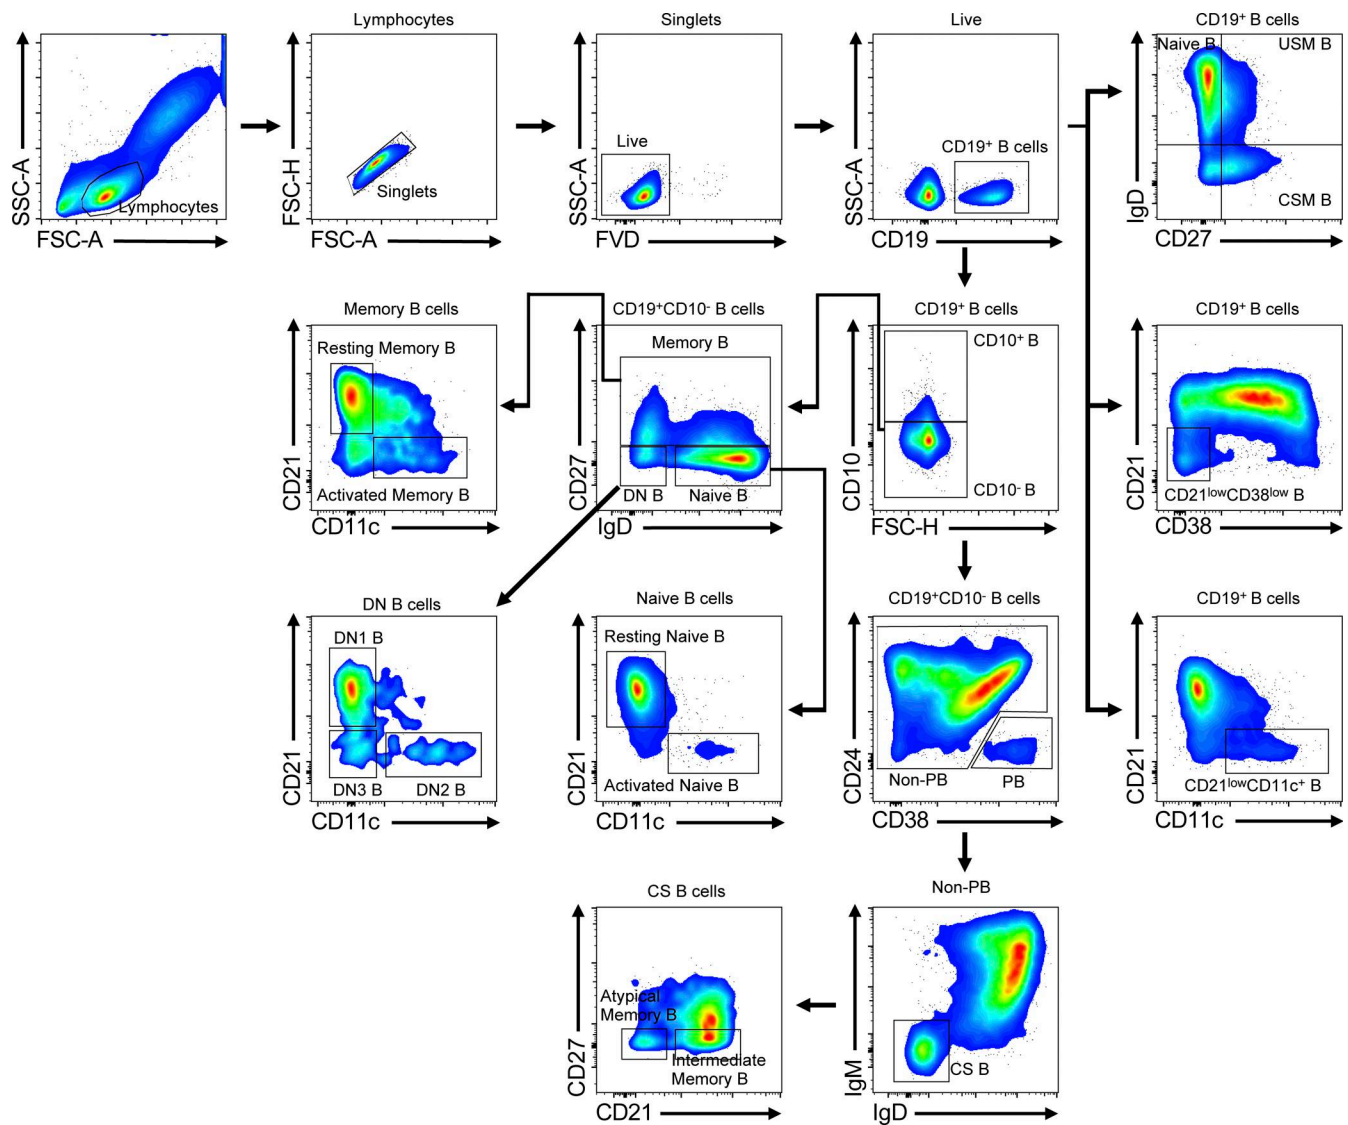 Lymphocytes
Singlets
Live
CD19⁺ B cells
SSC-A
Lymphocytes
FSC-A
FSC-H
Singlets
FSC-A
SSC-A
Live
FVD
SSC-A
CD19⁺ B cells
CD19
IgD
Naive B
USM B
CSM B
CD27
Memory B cells
CD19⁺CD10⁻ B cells
CD19⁺ B cells
CD19⁺ B cells
CD21
Resting Memory B
Activated Memory B
CD11c
CD27
Memory B
DN B
Naive B
IgD
CD10
CD10⁺ B
CD10⁻ B
FSC-H
CD21
CD21ˡᵒʷCD38ˡᵒʷ B
CD38
DN B cells
Naive B cells
CD19⁺CD10⁻ B cells
CD19⁺ B cells
CD21
DN1 B
DN3 B
DN2 B
CD11c
CD21
Resting Naive B
Activated Naive B
CD11c
CD24
Non-PB
PB
CD38
CD21
CD21ˡᵒʷCD11c⁺ B
CD11c
CS B cells
Non-PB
CD27
Atypical
Memory B
Intermediate
Memory B
CD21
IgM
CS B
IgD